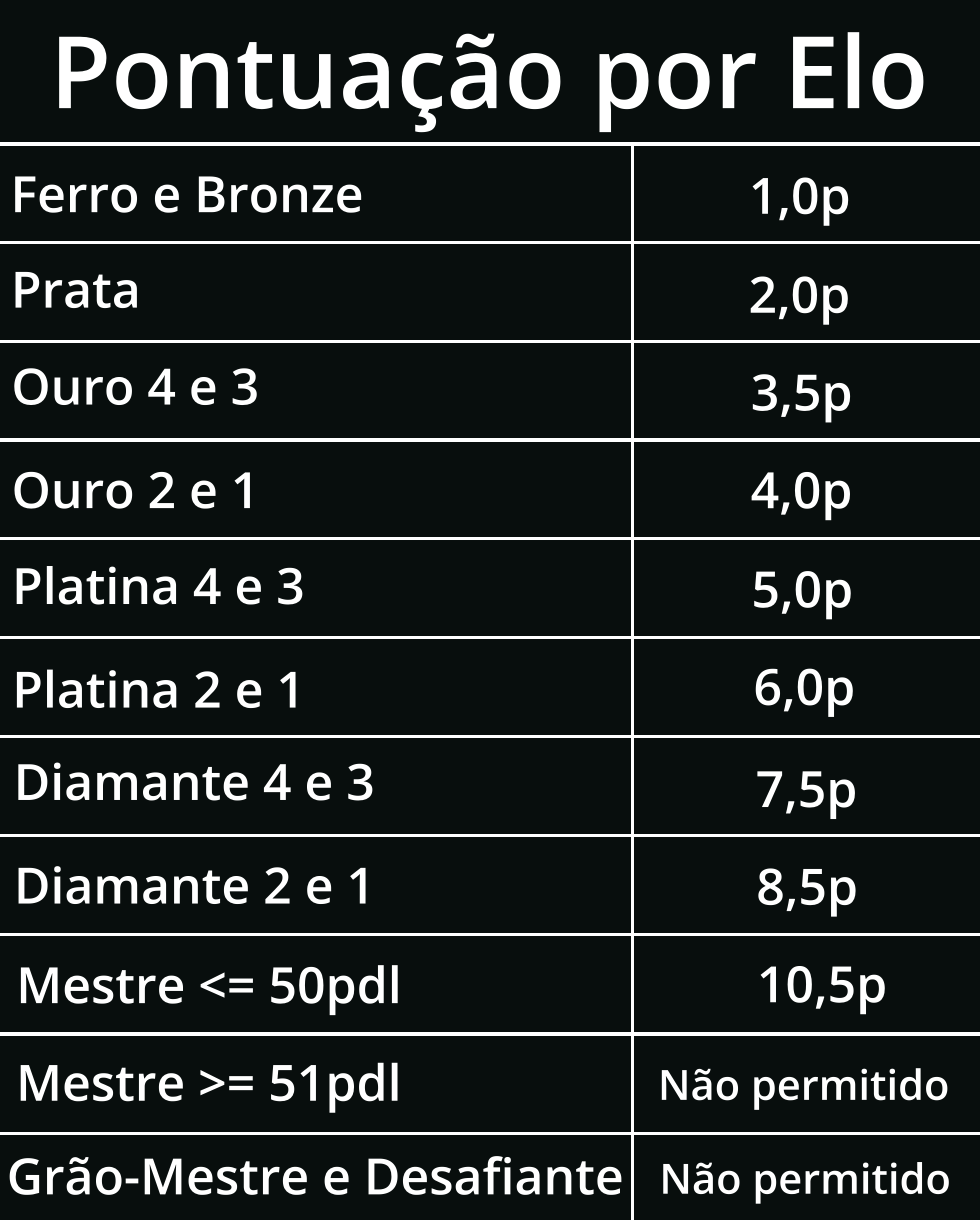 Pontuação por Elo
Ferro e Bronze 1,0p
Prata 2,0p
Ouro 4 e 3 3,5p
Ouro 2 e 1 4,0p
Platina 4 e 3 5,0p
Platina 2 e 1 6,0p
Diamante 4 e 3 7,5p
Diamante 2 e 1 8,5p
Mestre <= 50pdl 10,5p
Mestre >= 51pdl Não permitido
Grão-Mestre e Desafiante Não permitido